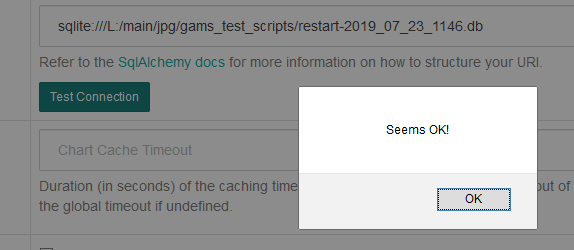 sqlite:///L:/main/jpg/gams_test_scripts/restart-2019_07_23_1146.db
Refer to the SqlAlchemy docs for more information on how to structure your URI.
Test Connection
Seems OK!
Chart Cache Timeout
Duration (in seconds) of the caching time
out of
the global timeout if undefined.
OK